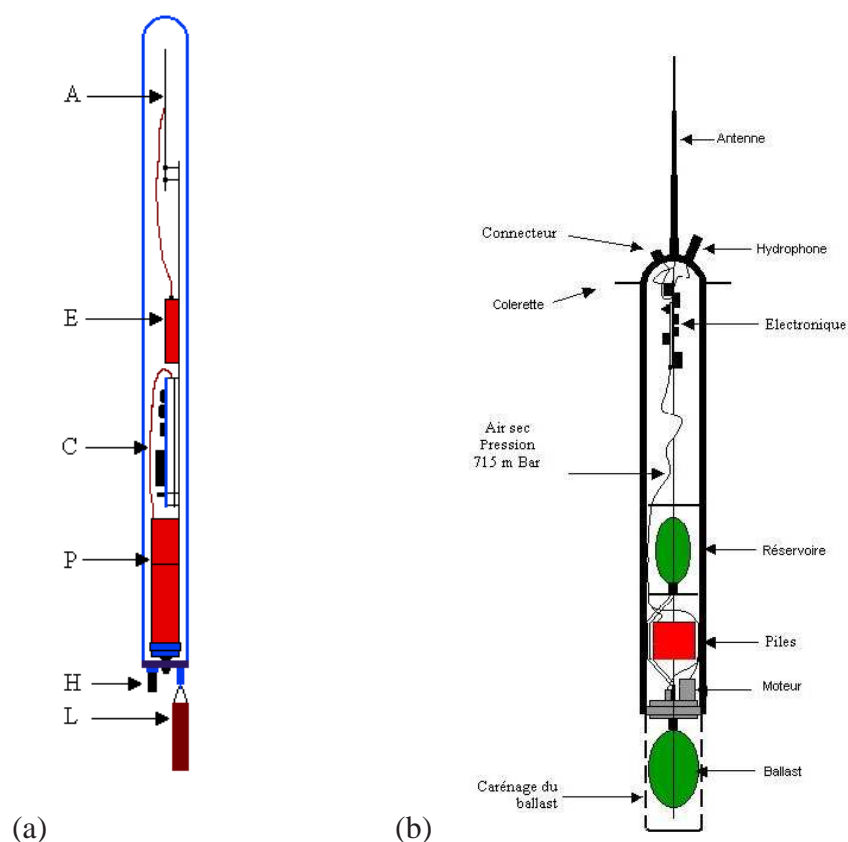 A
E
C
P
H
L
(a)
Antenne
Connecteur
Hydrophone
Colerette
Electronique
Air sec
Pression
715 m Bar
Réservoire
Piles
Moteur
Carénage du
ballast
Ballast
(b)